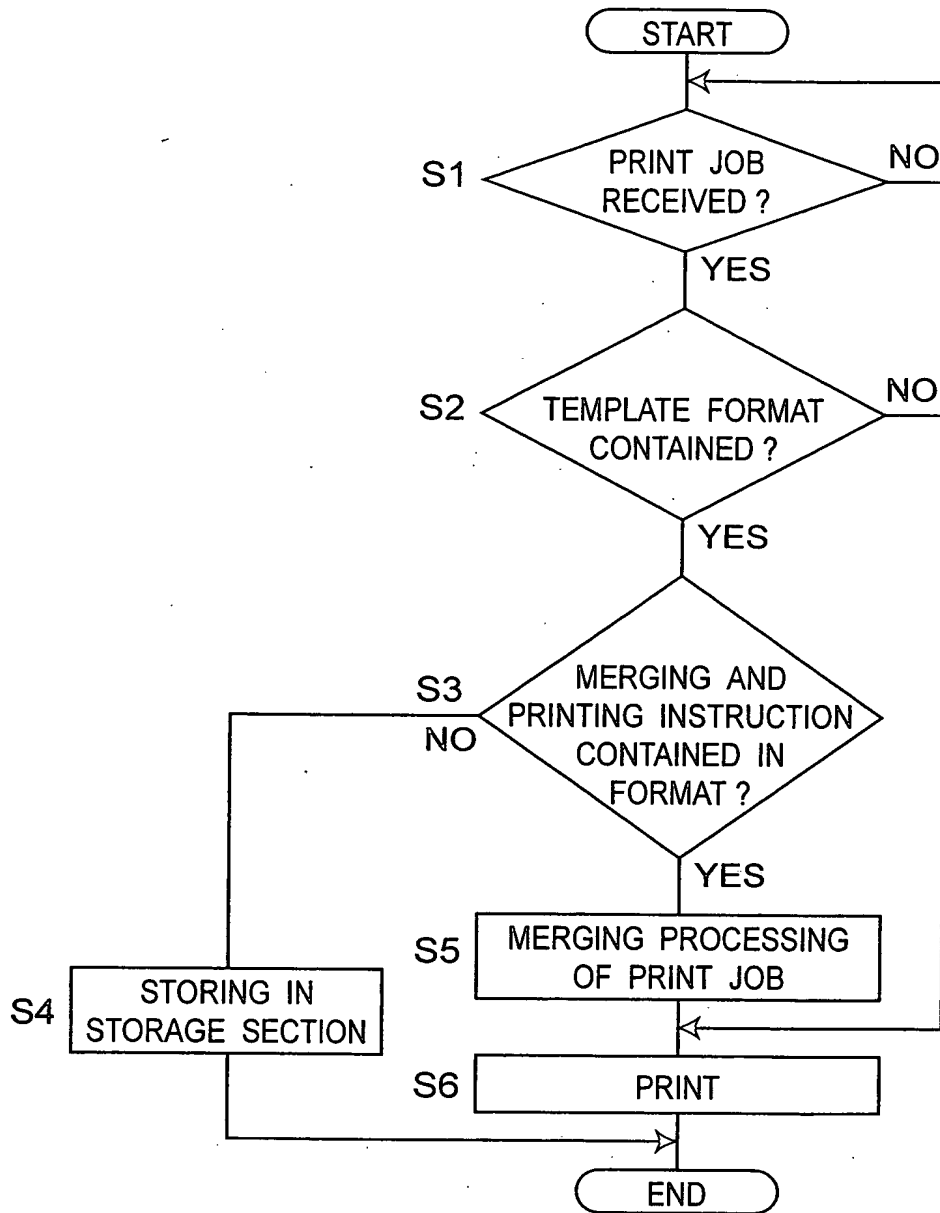 START
S1
PRINT JOB
RECEIVED ?
NO
YES
S2
TEMPLATE FORMAT
CONTAINED ?
NO
YES
S3
NO
MERGING AND
PRINTING INSTRUCTION
CONTAINED IN
FORMAT ?
YES
S5
MERGING PROCESSING
OF PRINT JOB
S4
STORING IN
STORAGE SECTION
S6
PRINT
END